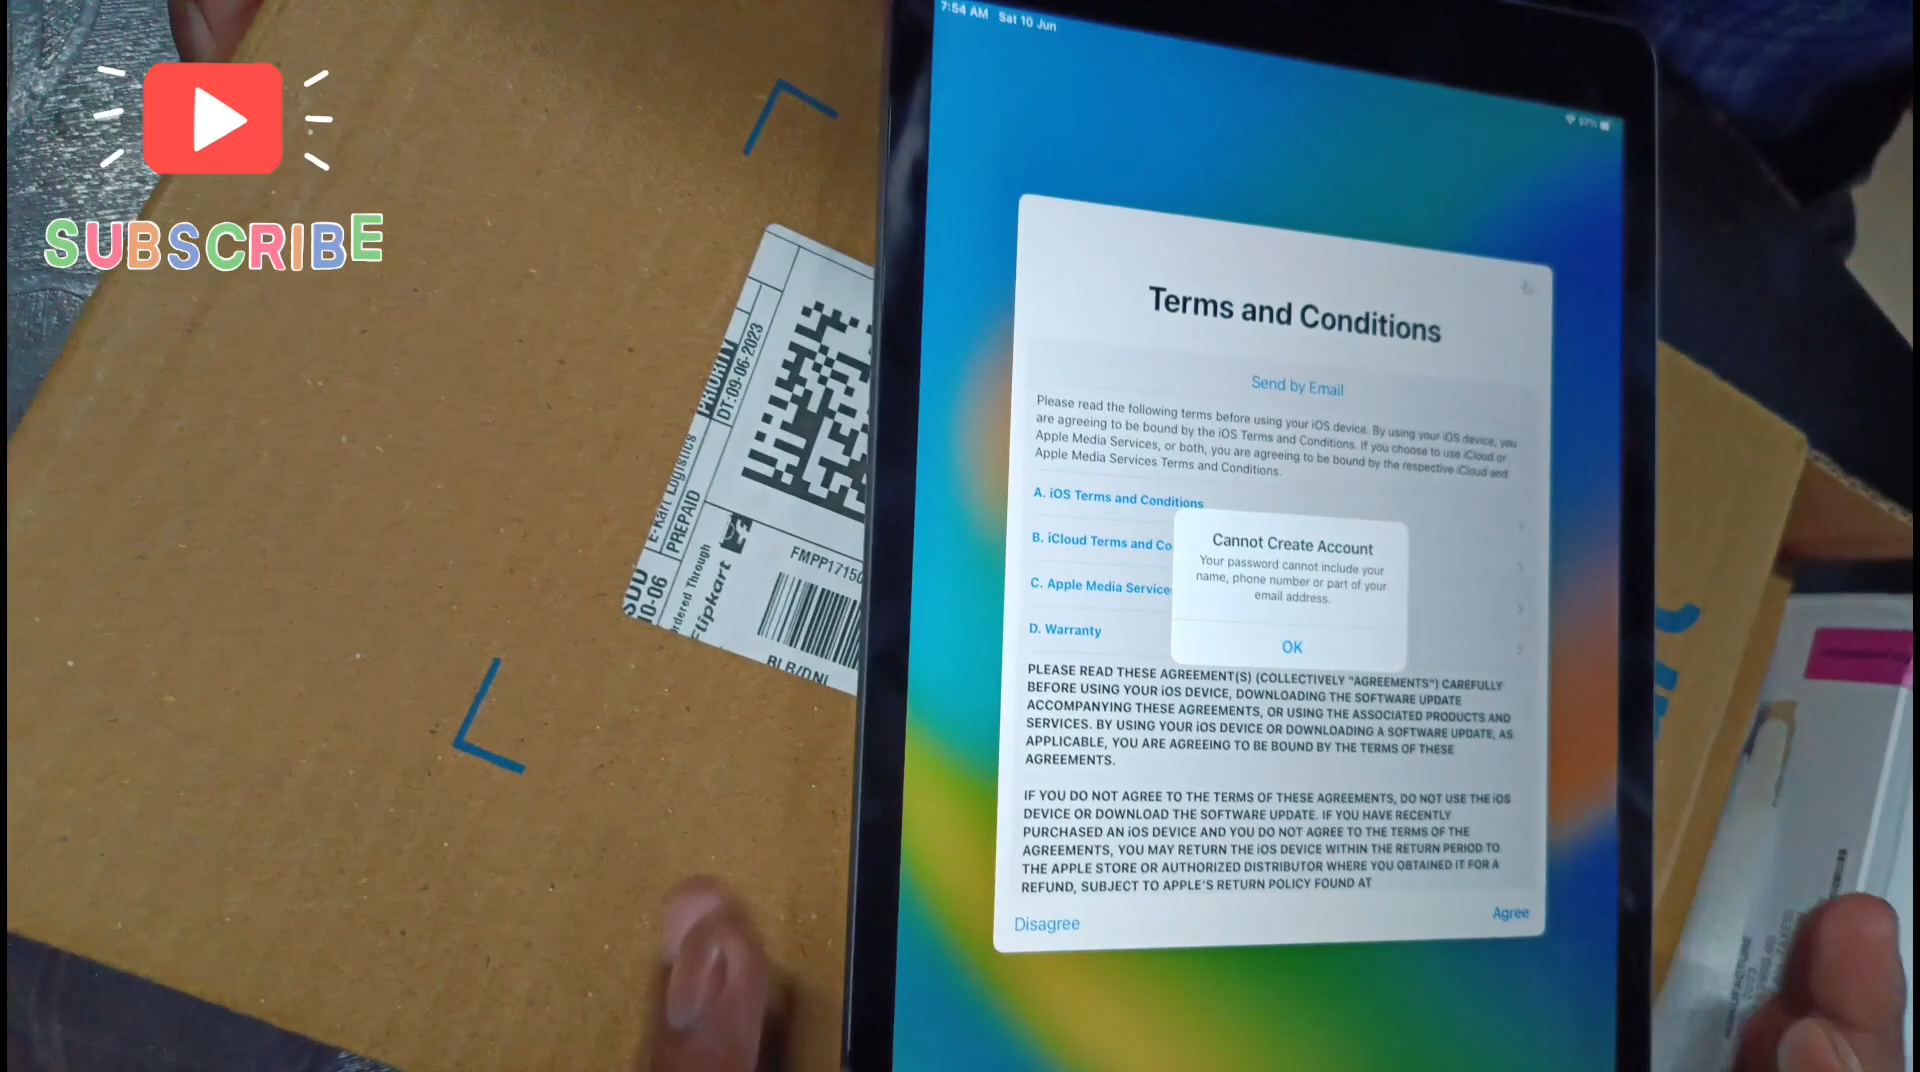 SUBSCRIBE
PRIORITY
DT:09-06-2023
E-Kart Logistics
PREPAID
SDD
10-06
Ordered Through
Flipkart
FMPP17150
BLR/DNL
7:54 AM Sat 10 Jun
57%
Terms and Conditions
Send by Email
Please read the following terms before using your iOS device. By using your iOS device, you
are agreeing to be bound by the iOS Terms and Conditions. If you choose to use iCloud or
Apple Media Services, or both, you are agreeing to be bound by the respective iCloud and
Apple Media Services Terms and Conditions.
A. iOS Terms and Conditions
B. iCloud Terms and Co
C. Apple Media Service
D. Warranty
Cannot Create Account
Your password cannot include your
name, phone number or part of your
email address.
OK
PLEASE READ THESE AGREEMENT(S) (COLLECTIVELY "AGREEMENTS") CAREFULLY
BEFORE USING YOUR iOS DEVICE, DOWNLOADING THE SOFTWARE UPDATE
ACCOMPANYING THESE AGREEMENTS, OR USING THE ASSOCIATED PRODUCTS AND
SERVICES. BY USING YOUR iOS DEVICE OR DOWNLOADING A SOFTWARE UPDATE, AS
APPLICABLE, YOU ARE AGREEING TO BE BOUND BY THE TERMS OF THESE
AGREEMENTS.
IF YOU DO NOT AGREE TO THE TERMS OF THESE AGREEMENTS, DO NOT USE THE iOS
DEVICE OR DOWNLOAD THE SOFTWARE UPDATE. IF YOU HAVE RECENTLY
PURCHASED AN iOS DEVICE AND YOU DO NOT AGREE TO THE TERMS OF THE
AGREEMENTS, YOU MAY RETURN THE iOS DEVICE WITHIN THE RETURN PERIOD TO
THE APPLE STORE OR AUTHORIZED DISTRIBUTOR WHERE YOU OBTAINED IT FOR A
REFUND, SUBJECT TO APPLE'S RETURN POLICY FOUND AT
Disagree
Agree